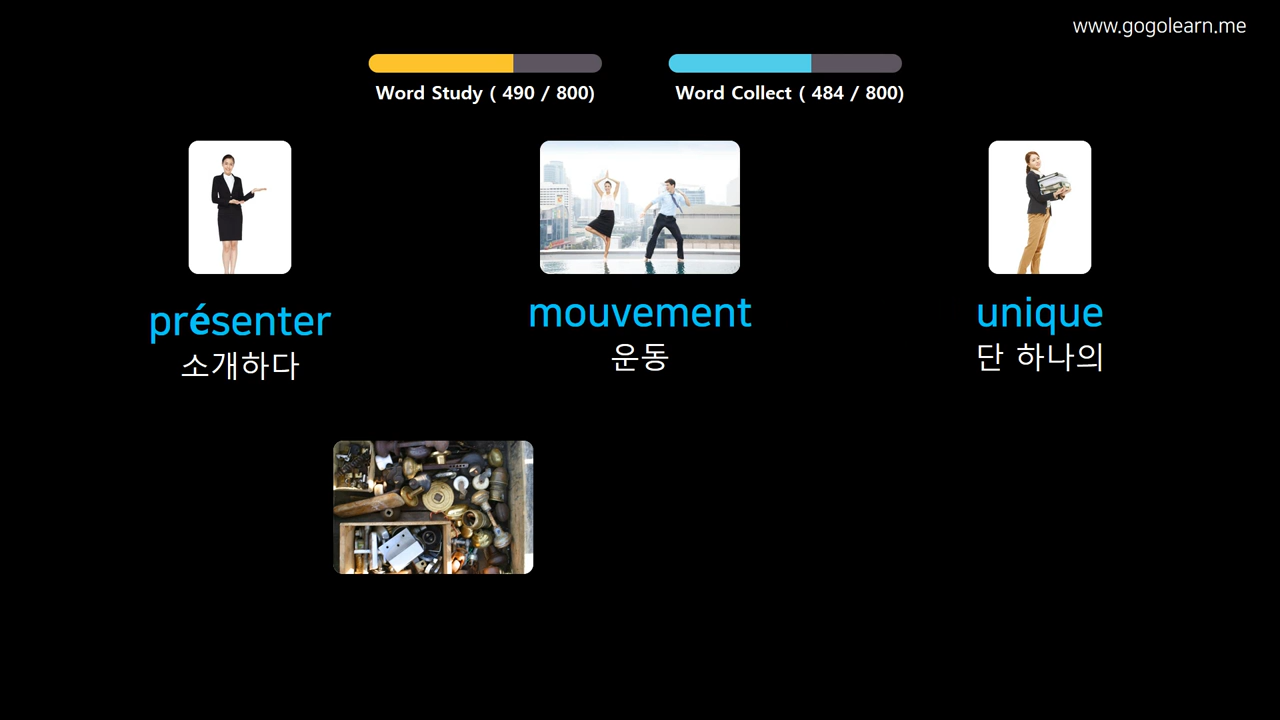 www.gogolearn.me
Word Study ( 490 / 800)
Word Collect ( 484 / 800)
présenter
소개하다
mouvement
운동
unique
단 하나의